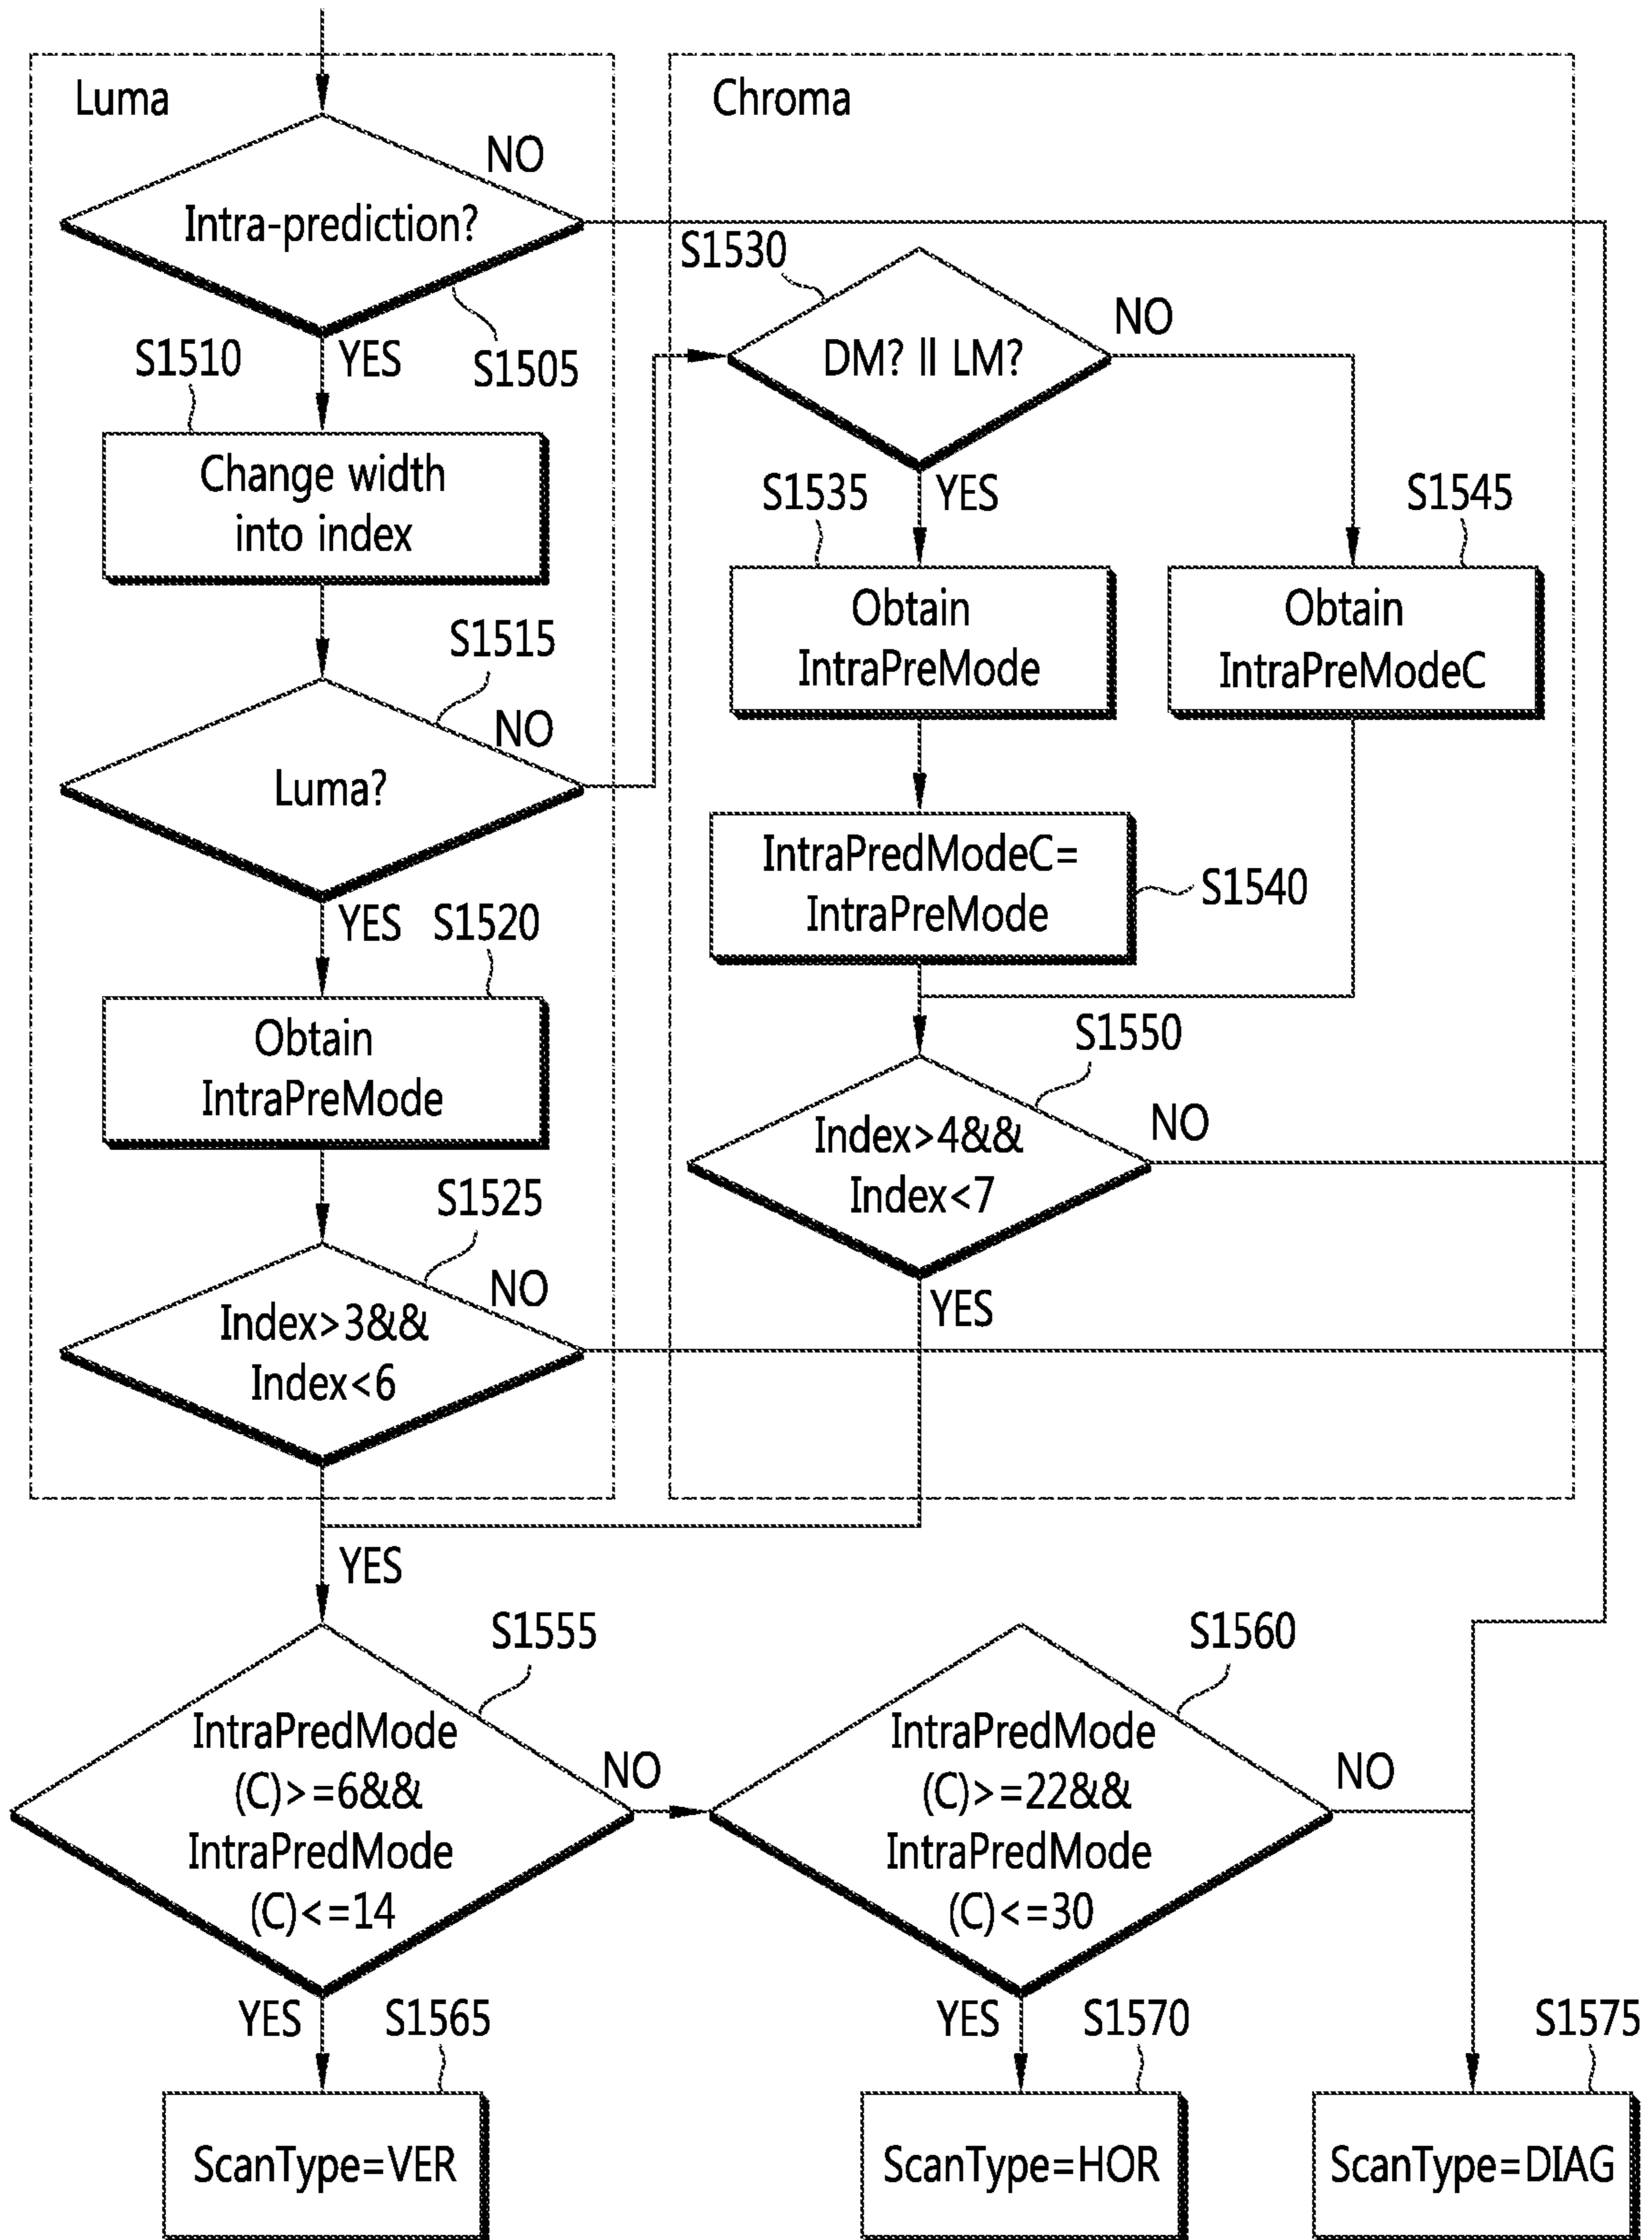 Luma
NO
Intra-prediction?
YES
S1505
S1510
Change width
into index
S1515
NO
Luma?
YES
S1520
Obtain
IntraPreMode
S1525
NO
Index>3&&
Index<6
Chroma
S1530
NO
DM? || LM?
YES
S1535
Obtain
IntraPreMode
S1545
Obtain
IntraPreModeC
IntraPredModeC=
IntraPreMode
S1540
S1550
NO
Index>4&&
Index<7
YES
YES
S1555
IntraPredMode
(C)>=6&&
IntraPredMode
(C)<=14
NO
YES
S1560
IntraPredMode
(C)>=22&&
IntraPredMode
(C)<=30
NO
YES
S1565
ScanType=VER
S1570
ScanType=HOR
S1575
ScanType=DIAG